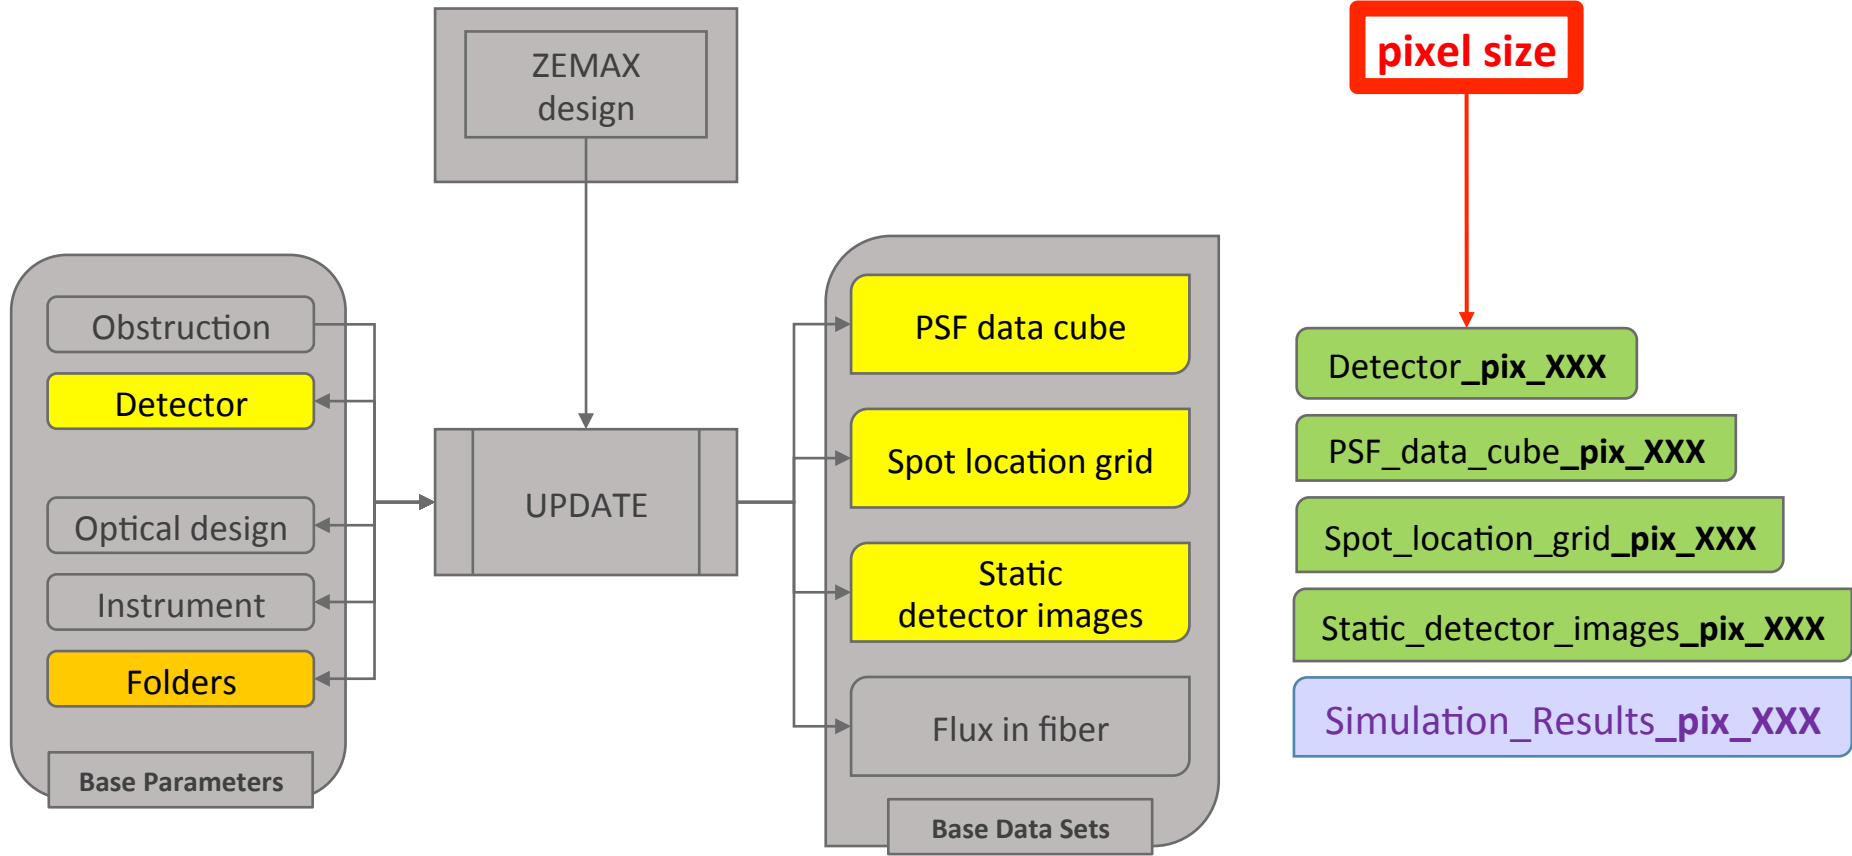 ZEMAX
design
pixel size
Obstruction
Detector
Optical design
Instrument
Folders
Base Parameters
UPDATE
PSF data cube
Spot location grid
Static
detector images
Flux in fiber
Base Data Sets
Detector_pix_XXX
PSF_data_cube_pix_XXX
Spot_location_grid_pix_XXX
Static_detector_images_pix_XXX
Simulation_Results_pix_XXX